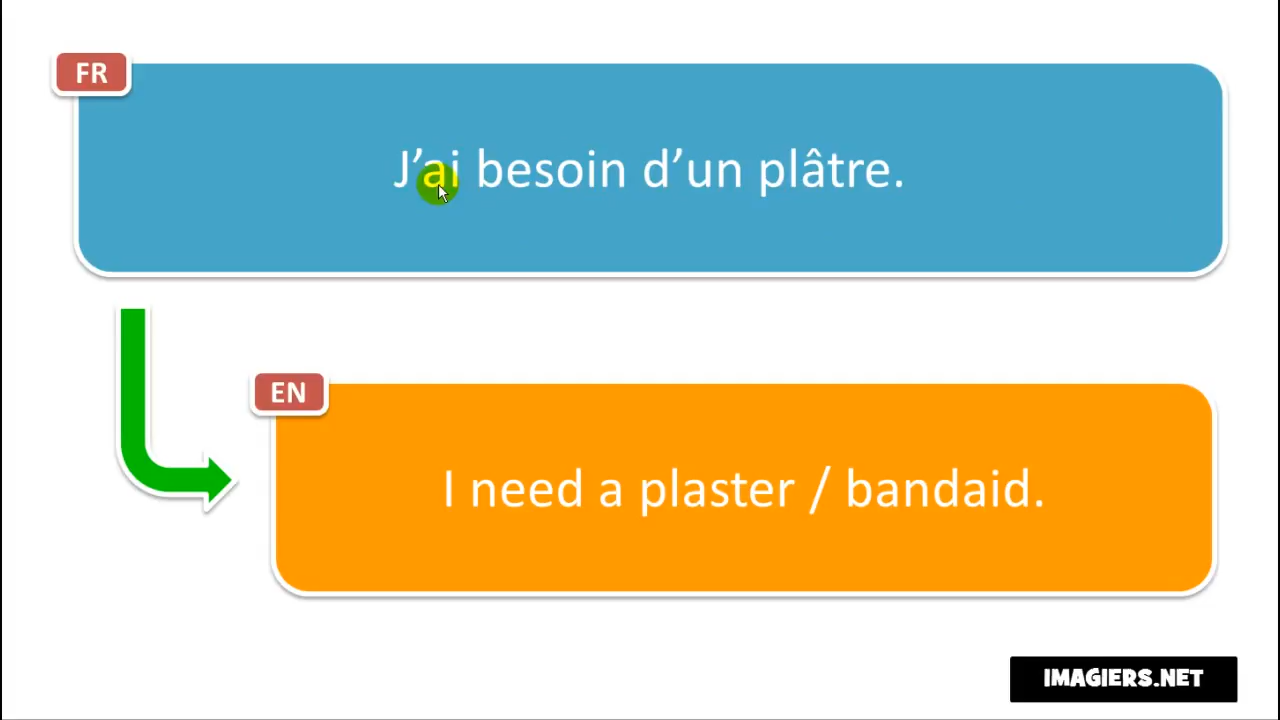 FR
J’ai besoin d’un plâtre.
EN
I need a plaster / bandaid.
IMAGIERS.NET